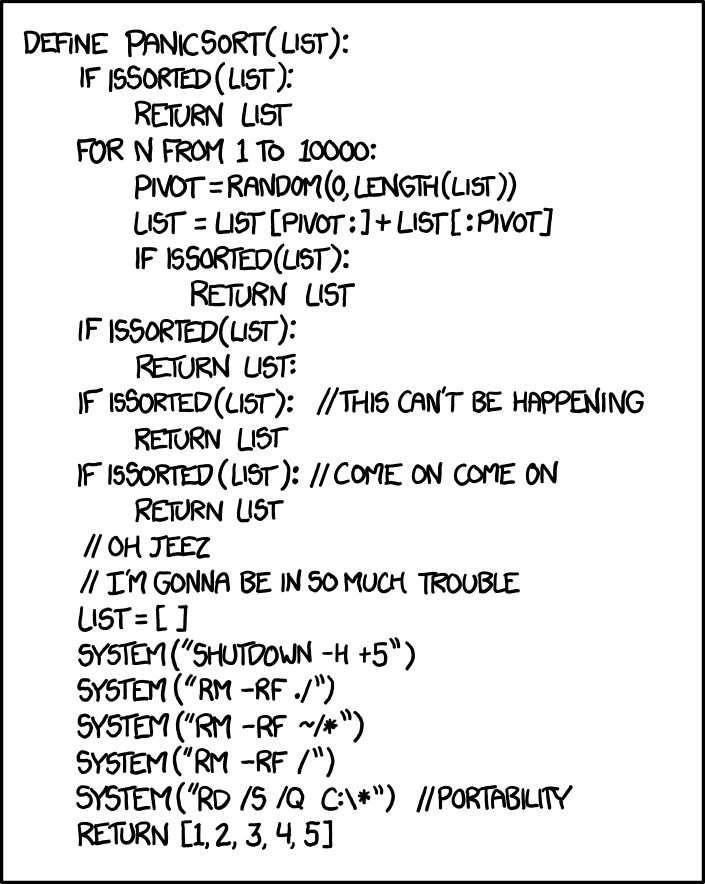 DEFINE PANICSORT(LIST):
IF ISSORTED(LIST):
RETURN LIST
FOR N FROM 1 TO 10000:
PIVOT = RANDOM(0, LENGTH(LIST))
LIST = LIST[PIVOT:] + LIST[:PIVOT]
IF ISSORTED(LIST):
RETURN LIST
IF ISSORTED(LIST):
RETURN LIST:
IF ISSORTED(LIST): //THIS CAN'T BE HAPPENING
RETURN LIST
IF ISSORTED(LIST): //COME ON COME ON
RETURN LIST
// OH JEEZ
// I'M GONNA BE IN SO MUCH TROUBLE
LIST = [ ]
SYSTEM("SHUTDOWN -H +5")
SYSTEM("RM -RF ./")
SYSTEM("RM -RF ~/*")
SYSTEM("RM -RF /")
SYSTEM("RD /S /Q C:\*") //PORTABILITY
RETURN [1, 2, 3, 4, 5]